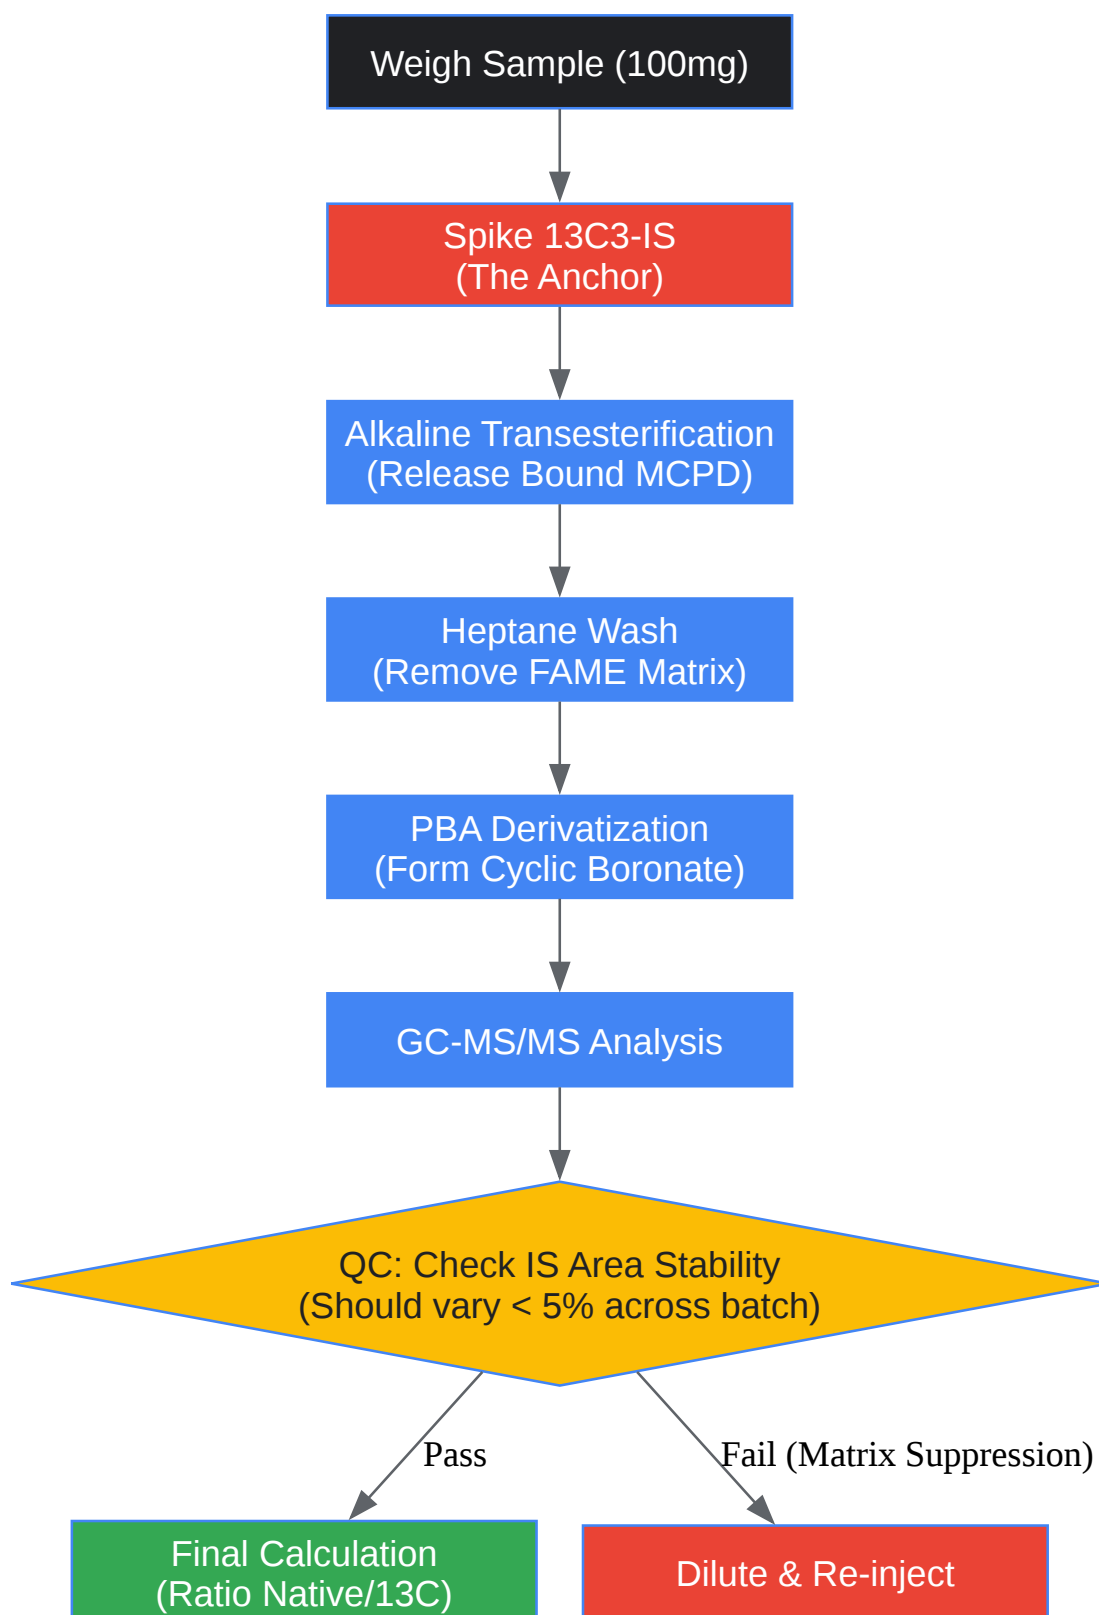 Weigh Sample (100mg)
Spike 13C3-IS
(The Anchor)
Alkaline Transesterification
(Release Bound MCPD)
Heptane Wash
(Remove FAME Matrix)
PBA Derivatization
(Form Cyclic Boronate)
GC-MS/MS Analysis
QC: Check IS Area Stability
(Should vary < 5% across batch)
Pass
Fail (Matrix Suppression)
Final Calculation
(Ratio Native/13C)
Dilute & Re-inject